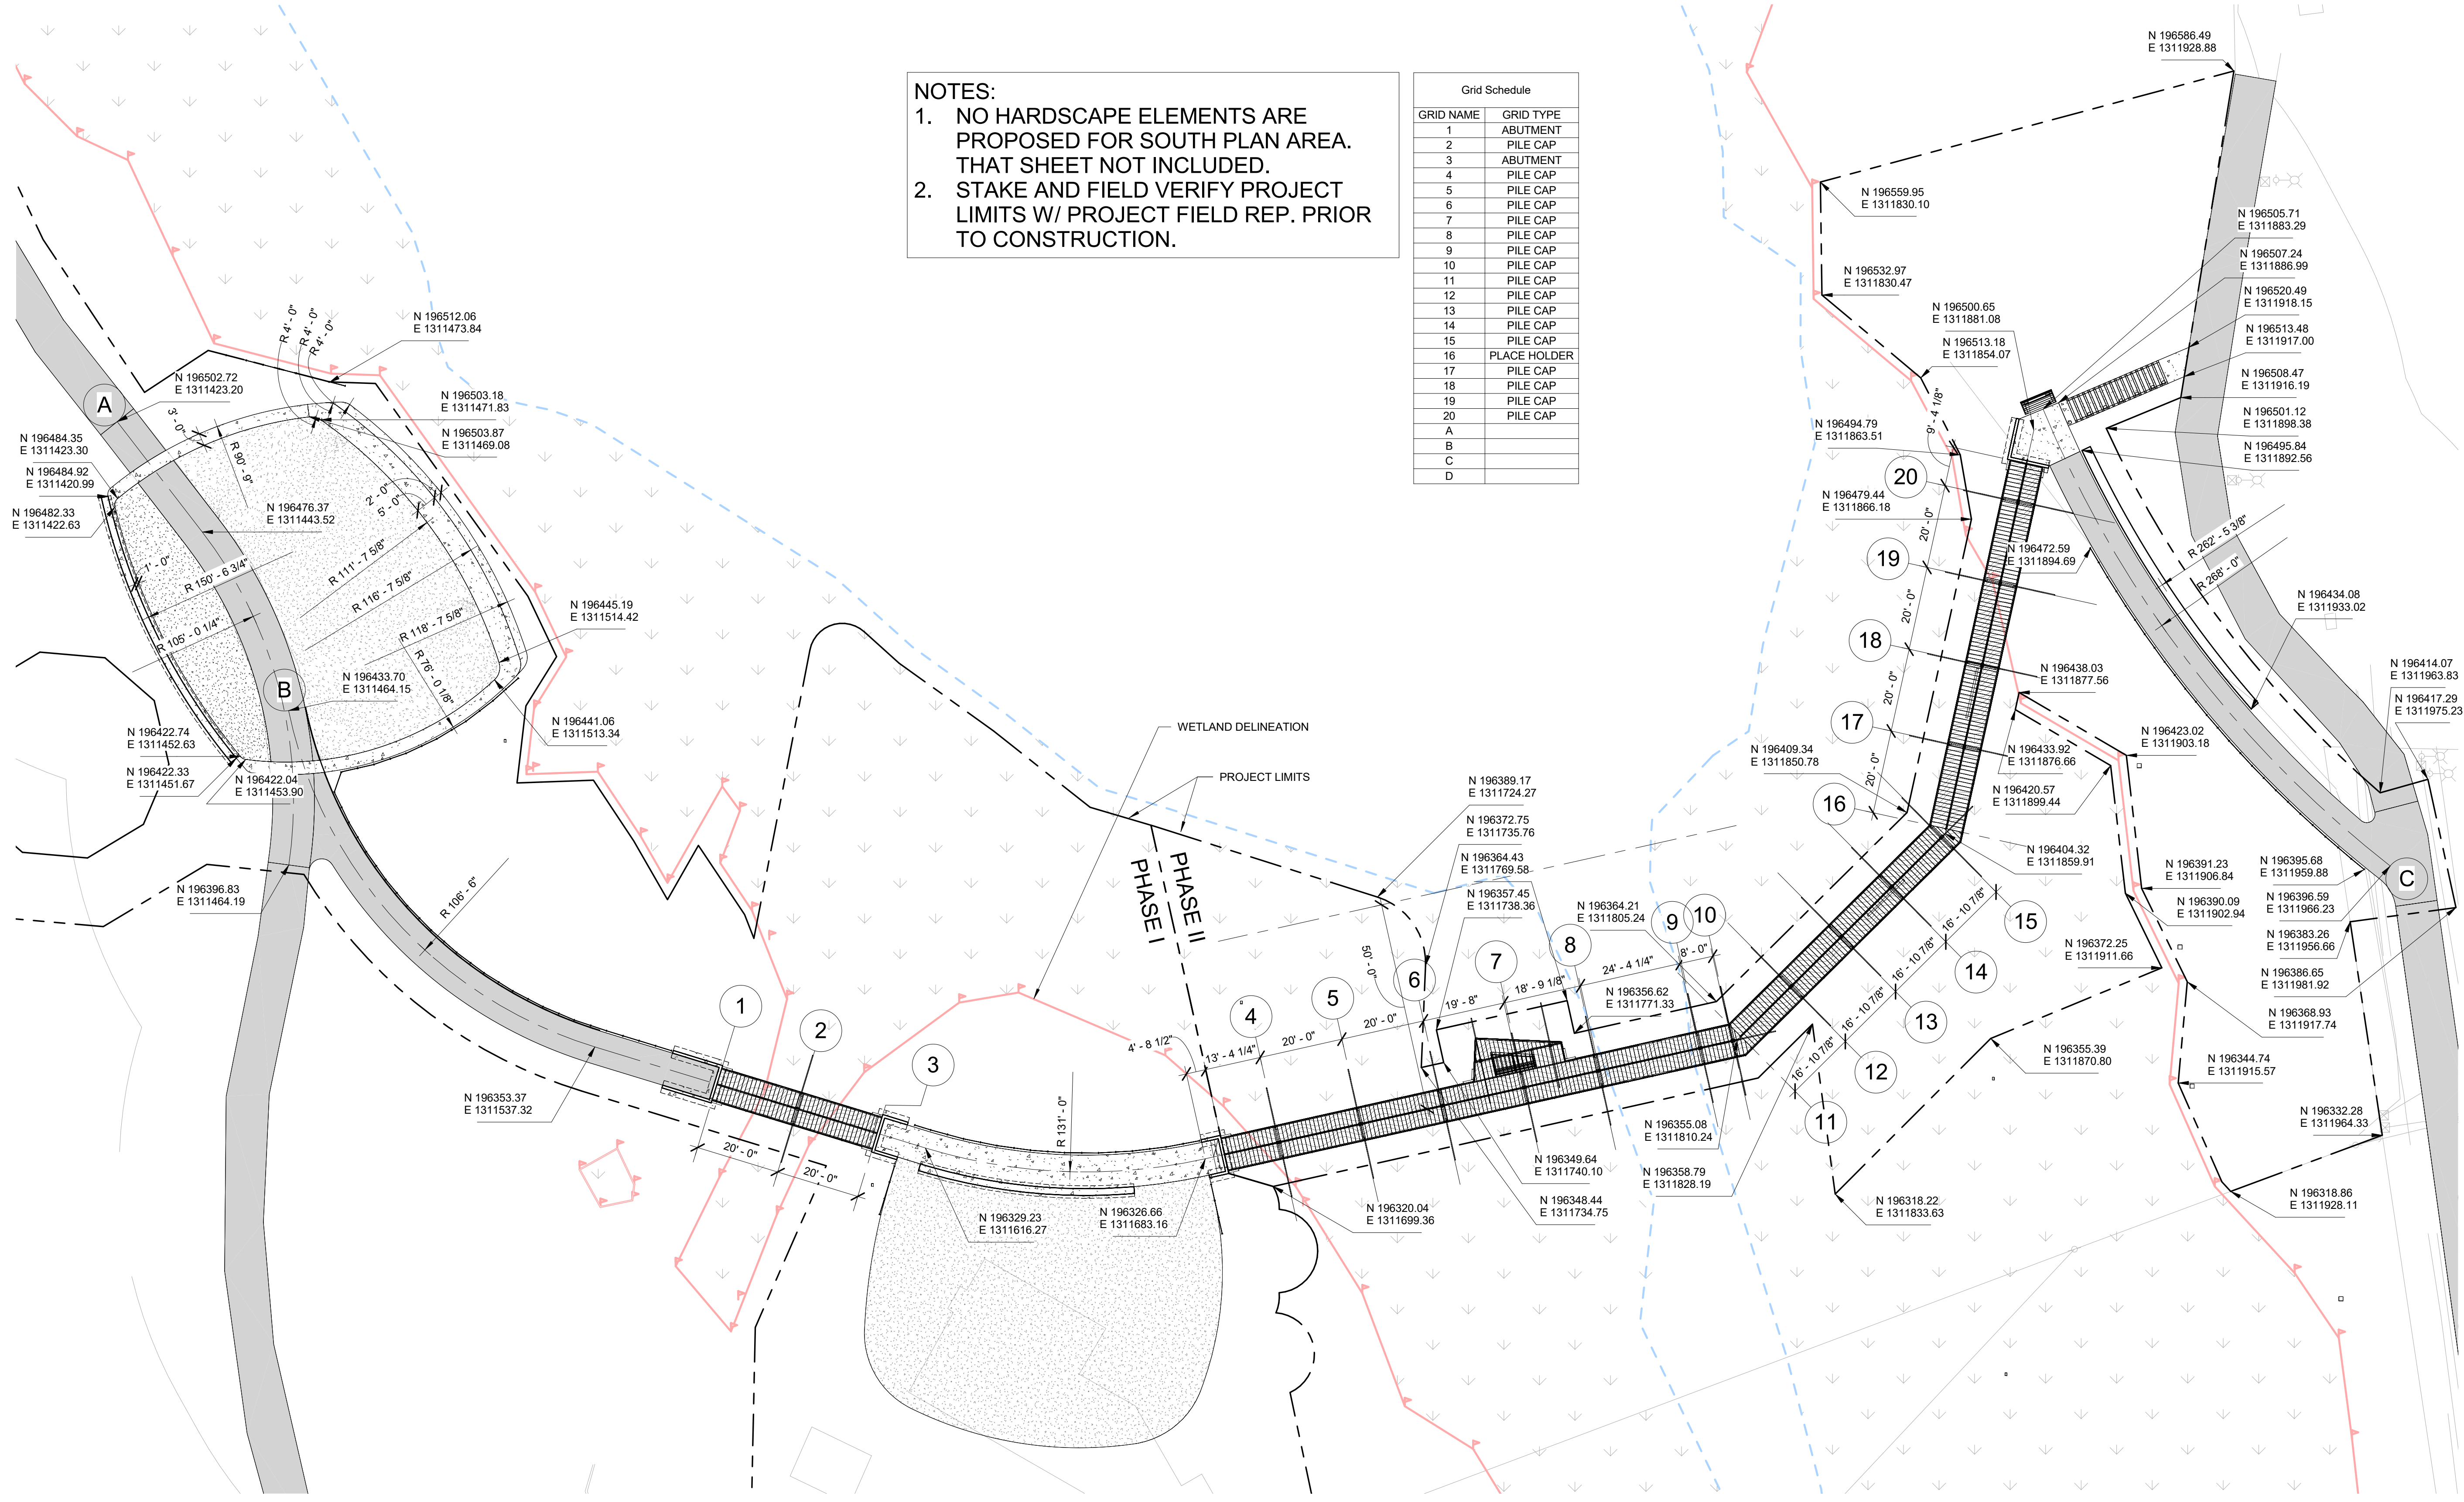 NOTES:
1. NO HARDSCAPE ELEMENTS ARE
PROPOSED FOR SOUTH PLAN AREA.
THAT SHEET NOT INCLUDED.
2. STAKE AND FIELD VERIFY PROJECT
LIMITS W/ PROJECT FIELD REP. PRIOR
TO CONSTRUCTION.
Grid Schedule
GRID NAME GRID TYPE
1 ABUTMENT
2 PILE CAP
3 ABUTMENT
4 PILE CAP
5 PILE CAP
6 PILE CAP
7 PILE CAP
8 PILE CAP
9 PILE CAP
10 PILE CAP
11 PILE CAP
12 PILE CAP
13 PILE CAP
14 PILE CAP
15 PILE CAP
16 PLACE HOLDER
17 PILE CAP
18 PILE CAP
19 PILE CAP
20 PILE CAP
A
B
C
D
A
N 196502.72
E 1311423.20
3' - 0"
R 4' - 0"
R 4' - 0"
R 4' - 0"
N 196512.06
E 1311473.84
N 196503.18
E 1311471.83
N 196503.87
E 1311469.08
N 196484.35
E 1311423.30
N 196484.92
E 1311420.99
N 196482.33
E 1311422.63
R 90' - 9"
2' - 0"
5' - 0"
N 196476.37
E 1311443.52
1' - 0"
R 150' - 6 3/4"
R 111' - 7 5/8"
R 116' - 7 5/8"
R 105' - 0 1/4"
R 118' - 7 5/8"
R 76' - 0 1/8"
N 196445.19
E 1311514.42
B
N 196433.70
E 1311464.15
N 196441.06
E 1311513.34
N 196422.74
E 1311452.63
N 196422.33
E 1311451.67
N 196422.04
E 1311453.90
N 196396.83
E 1311464.19
R 106' - 6"
N 196353.37
E 1311537.32
1
2
3
20' - 0"
20' - 0"
WETLAND DELINEATION
PROJECT LIMITS
PHASE I
PHASE II
R 131' - 0"
N 196329.23
E 1311616.27
N 196326.66
E 1311683.16
4' - 8 1/2"
13' - 4 1/4"
20' - 0"
20' - 0"
19' - 8"
18' - 9 1/8"
24' - 4 1/4"
8' - 0"
50' - 0"
4
5
6
7
8
9
10
N 196389.17
E 1311724.27
N 196372.75
E 1311735.76
N 196364.43
E 1311769.58
N 196357.45
E 1311738.36
N 196364.21
E 1311805.24
N 196356.62
E 1311771.33
N 196320.04
E 1311699.36
N 196349.64
E 1311740.10
N 196348.44
E 1311734.75
N 196355.08
E 1311810.24
N 196358.79
E 1311828.19
11
12
13
14
15
16' - 10 7/8"
16' - 10 7/8"
16' - 10 7/8"
16' - 10 7/8"
16' - 10 7/8"
N 196318.22
E 1311833.63
N 196355.39
E 1311870.80
N 196372.25
E 1311911.66
N 196404.32
E 1311859.91
16
17
18
19
20
20' - 0"
20' - 0"
20' - 0"
20' - 0"
9' - 4 1/8"
N 196409.34
E 1311850.78
N 196479.44
E 1311866.18
N 196494.79
E 1311863.51
N 196513.18
E 1311854.07
N 196500.65
E 1311881.08
N 196532.97
E 1311830.47
N 196559.95
E 1311830.10
N 196586.49
E 1311928.88
N 196505.71
E 1311883.29
N 196507.24
E 1311886.99
N 196520.49
E 1311918.15
N 196513.48
E 1311917.00
N 196508.47
E 1311916.19
N 196501.12
E 1311898.38
N 196495.84
E 1311892.56
N 196472.59
E 1311894.69
R 262' - 5 3/8"
R 268' - 0"
N 196434.08
E 1311933.02
N 196438.03
E 1311877.56
N 196433.92
E 1311876.66
N 196423.02
E 1311903.18
N 196420.57
E 1311899.44
N 196414.07
E 1311963.83
N 196417.29
E 1311975.23
N 196391.23
E 1311906.84
N 196390.09
E 1311902.94
N 196395.68
E 1311959.88
N 196396.59
E 1311966.23
N 196383.26
E 1311956.66
N 196386.65
E 1311981.92
C
N 196368.93
E 1311917.74
N 196344.74
E 1311915.57
N 196332.28
E 1311964.33
N 196318.86
E 1311928.11